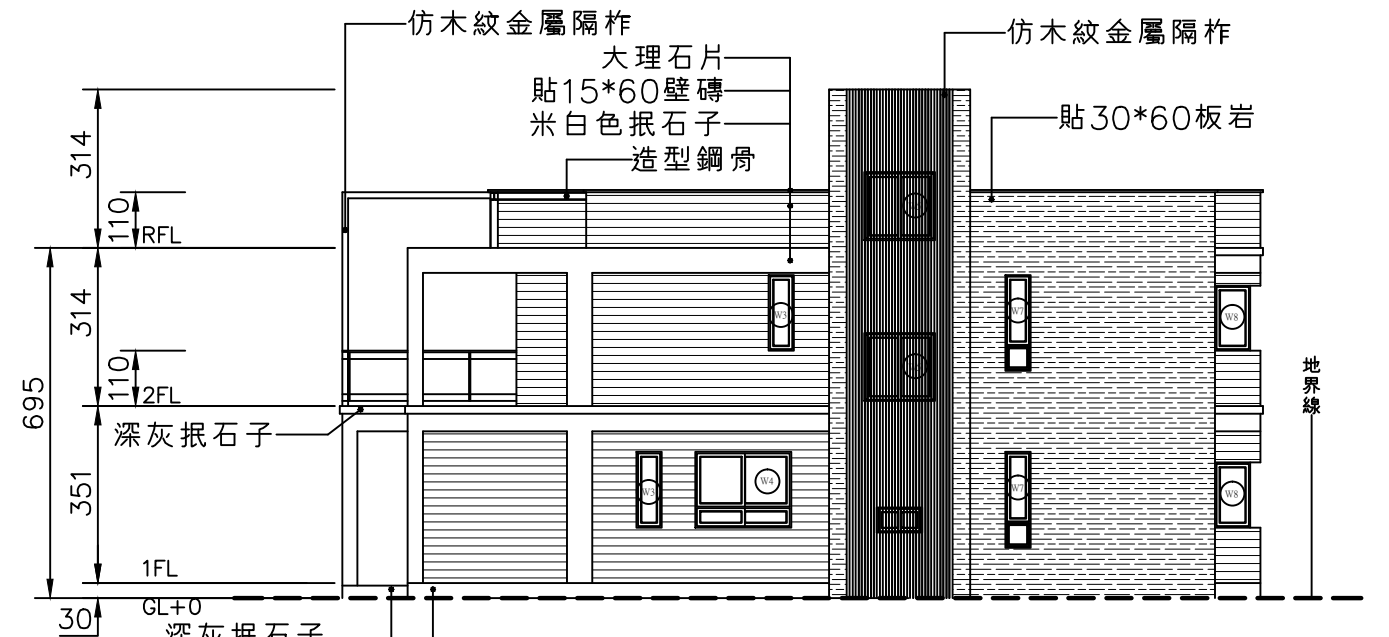 仿木紋金屬隔柞
仿木紋金屬隔柞
大理石片
貼15*60壁磚
米白色抿石子
造型鋼骨
貼30*60板岩
314
110
RFL
314
110
2FL
695
深灰抿石子
351
1FL
GL+0
30
深灰抿石子
W3
W7
W8
W3
W4
W7
W8
地界線